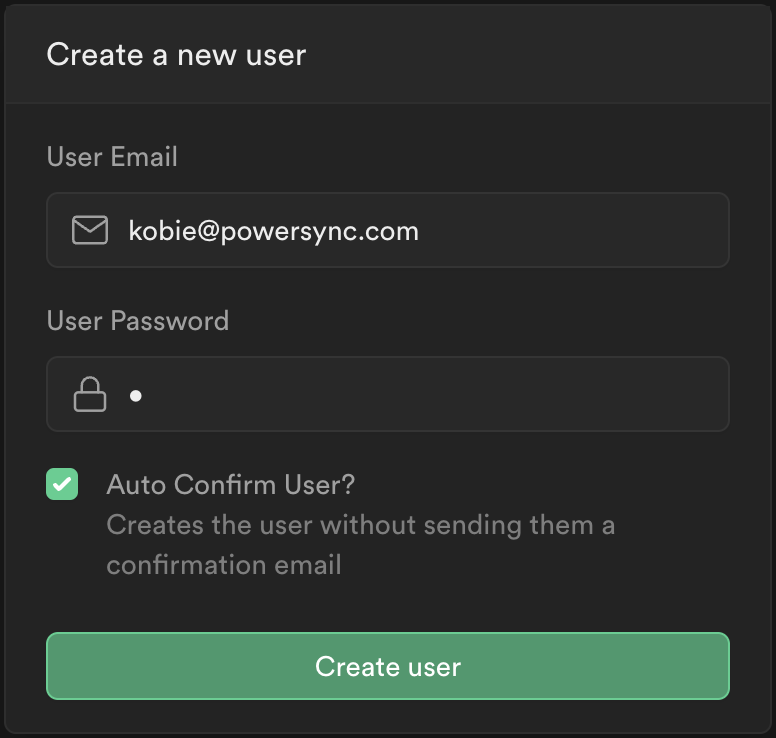 Create a new user
User Email
kobie@powersync.com
User Password
•
Auto Confirm User?
Creates the user without sending them a
confirmation email
Create user